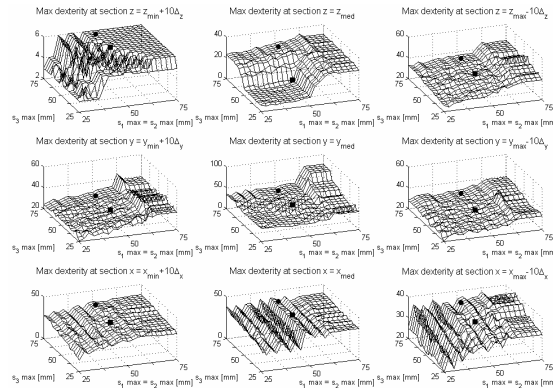 Max dexterity at section z = z_min+10Δ_z
Max dexterity at section z = z_med
Max dexterity at section z = z_max-10Δ_z
6
4
2
75
50
25
s_3 max [mm]
25
50
75
s_1 max = s_2 max [mm]
40
20
0
75
50
25
s_3 max [mm]
25
50
75
s_1 max = s_2 max [mm]
60
40
20
75
50
25
s_3 max [mm]
25
50
75
s_1 max = s_2 max [mm]
Max dexterity at section y = y_min+10Δ_y
Max dexterity at section y = y_med
Max dexterity at section y = y_max-10Δ_y
60
40
20
75
50
25
s_3 max [mm]
25
50
75
s_1 max = s_2 max [mm]
100
50
0
75
50
25
s_3 max [mm]
25
50
75
s_1 max = s_2 max [mm]
60
40
20
75
50
25
s_3 max [mm]
25
50
75
s_1 max = s_2 max [mm]
Max dexterity at section x = x_min+10Δ_x
Max dexterity at section x = x_med
Max dexterity at section x = x_max-10Δ_x
50
0
75
50
25
s_3 max [mm]
25
50
75
s_1 max = s_2 max [mm]
50
0
75
50
25
s_3 max [mm]
25
50
75
s_1 max = s_2 max [mm]
40
30
20
75
50
25
s_3 max [mm]
25
50
75
s_1 max = s_2 max [mm]